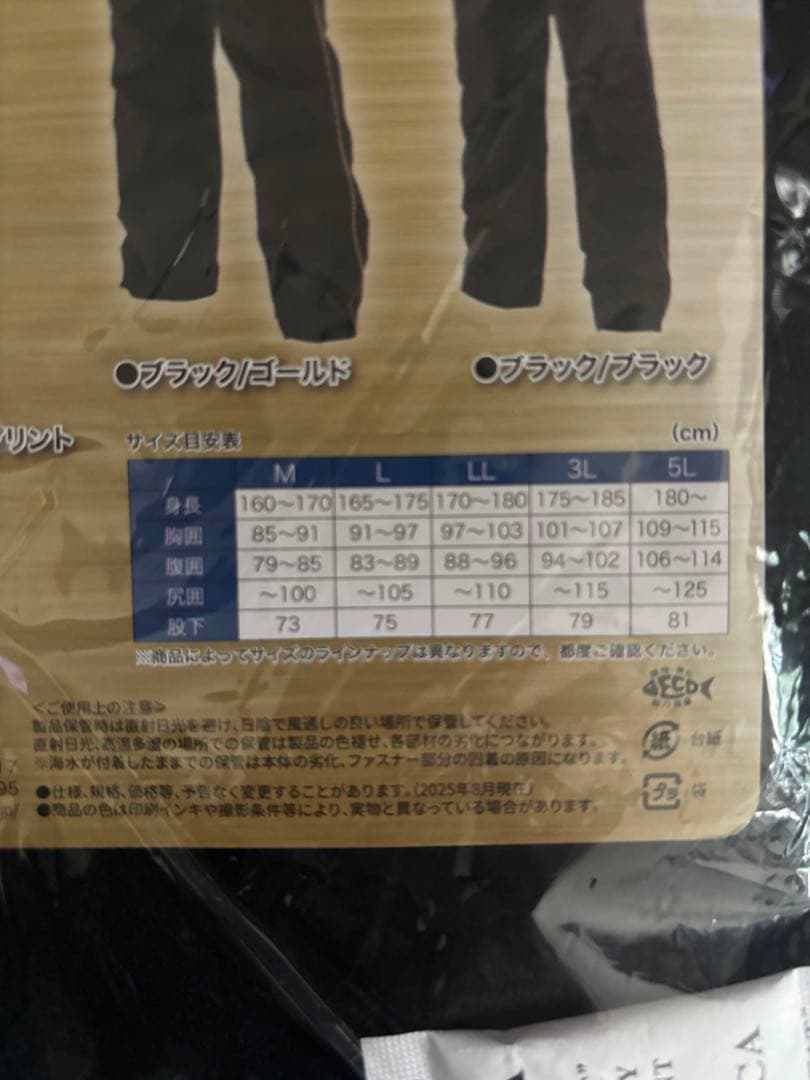 ●ブラック/ゴールド
●ブラック/ブラック
プリント
サイズ目安表
(cm)
M L LL 3L 5L
身長 160〜170 165〜175 170〜180 175〜185 180〜
胸囲 85〜91 91〜97 97〜103 101〜107 109〜115
腹囲 79〜85 83〜89 88〜96 94〜102 106〜114
尻囲 〜100 〜105 〜110 〜115 〜125
股下 73 75 77 79 81
※商品によってサイズのラインナップは異なりますので、都度ご確認ください。
ECO
＜ご使用上の注意＞
製品保管時は直射日光を避け、日陰で風通しの良い場所で保管してください。
直射日光、高温多湿の場所での保管は製品の色褪せ、各部材の劣化につながります。
※海水が付着したままでの保管は本体の劣化、ファスナー部分の固着の原因になります。
紙 台紙
プラ 袋
●仕様、規格、価格等、予告なく変更することがあります。(2025年8月現在)
●商品の色は印刷インキや撮影条件等により、実物と異なっている場合があります。